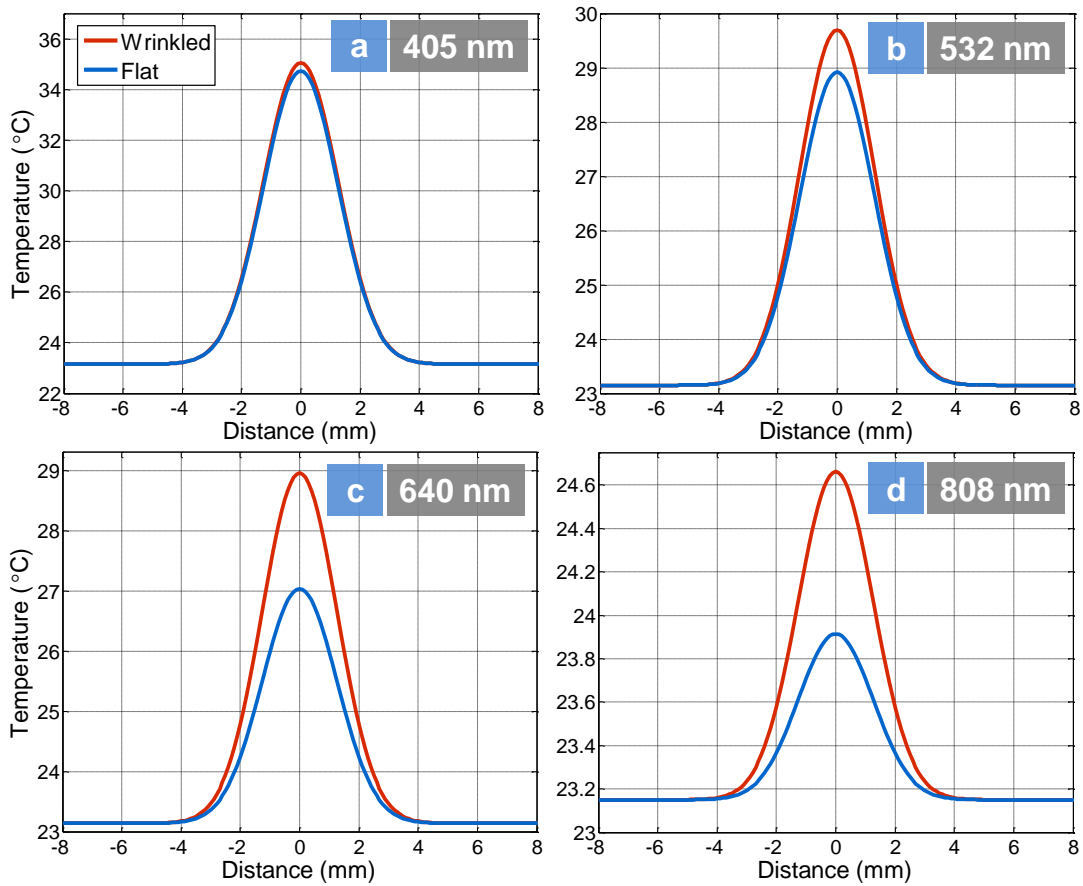 Wrinkled
Flat
a 405 nm
36
34
32
30
28
26
24
22
Temperature (°C)
-8 -6 -4 -2 0 2 4 6 8
Distance (mm)
b 532 nm
30
29
28
27
26
25
24
23
-8 -6 -4 -2 0 2 4 6 8
Distance (mm)
c 640 nm
29
28
27
26
25
24
23
Temperature (°C)
-8 -6 -4 -2 0 2 4 6 8
Distance (mm)
d 808 nm
24.6
24.4
24.2
24
23.8
23.6
23.4
23.2
23
-8 -6 -4 -2 0 2 4 6 8
Distance (mm)